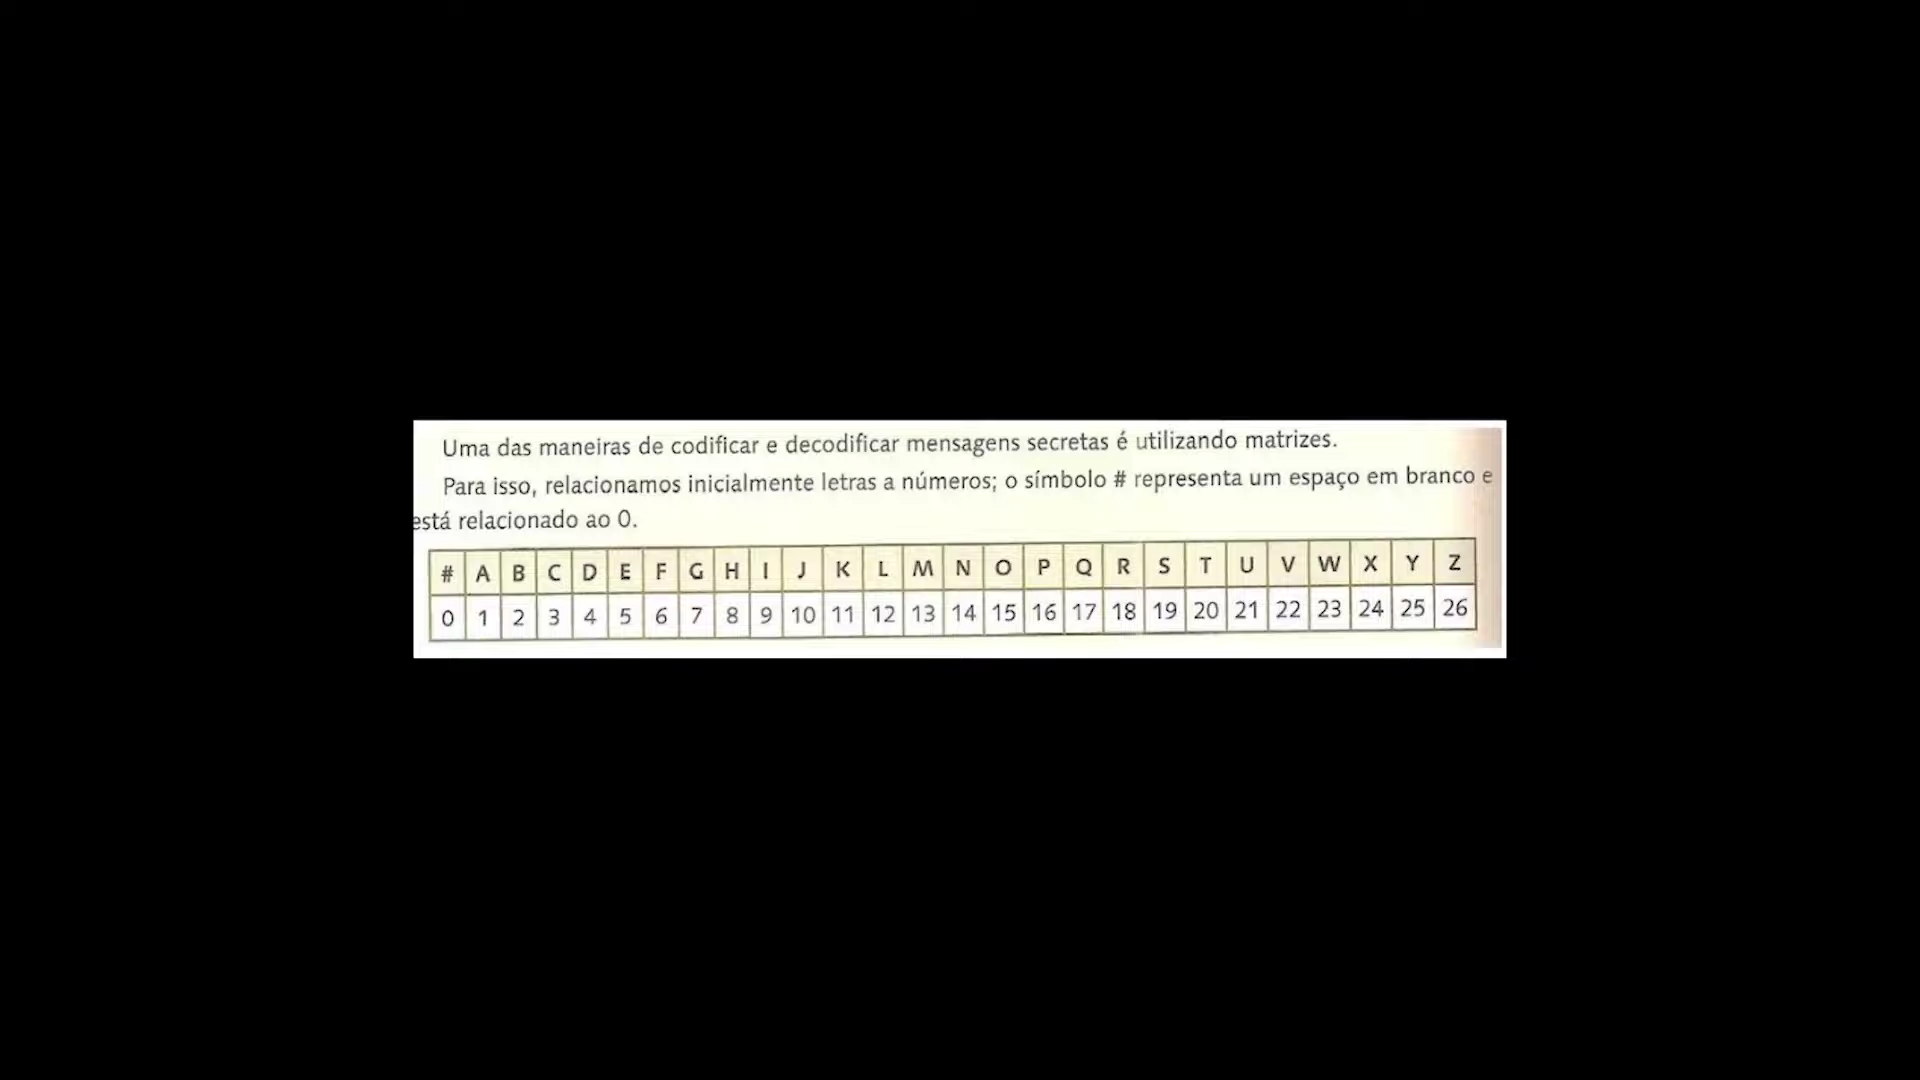 Uma das maneiras de codificar e decodificar mensagens secretas é utilizando matrizes.
Para isso, relacionamos inicialmente letras a números; o símbolo # representa um espaço em branco e
está relacionado ao 0.
# A B C D E F G H I J K L M N O P Q R S T U V W X Y Z
0 1 2 3 4 5 6 7 8 9 10 11 12 13 14 15 16 17 18 19 20 21 22 23 24 25 26